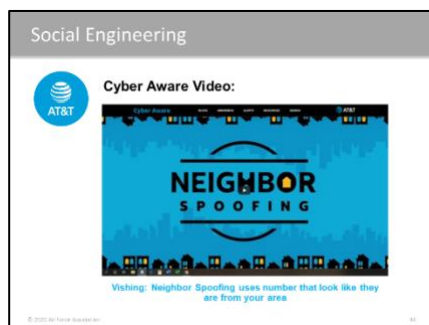 Social Engineering
AT&T
Cyber Aware Video:
Cyber Aware
AT&T
NEIGHBOR
SPOOFING
Vishing: Neighbor Spoofing uses number that look like they
are from your area